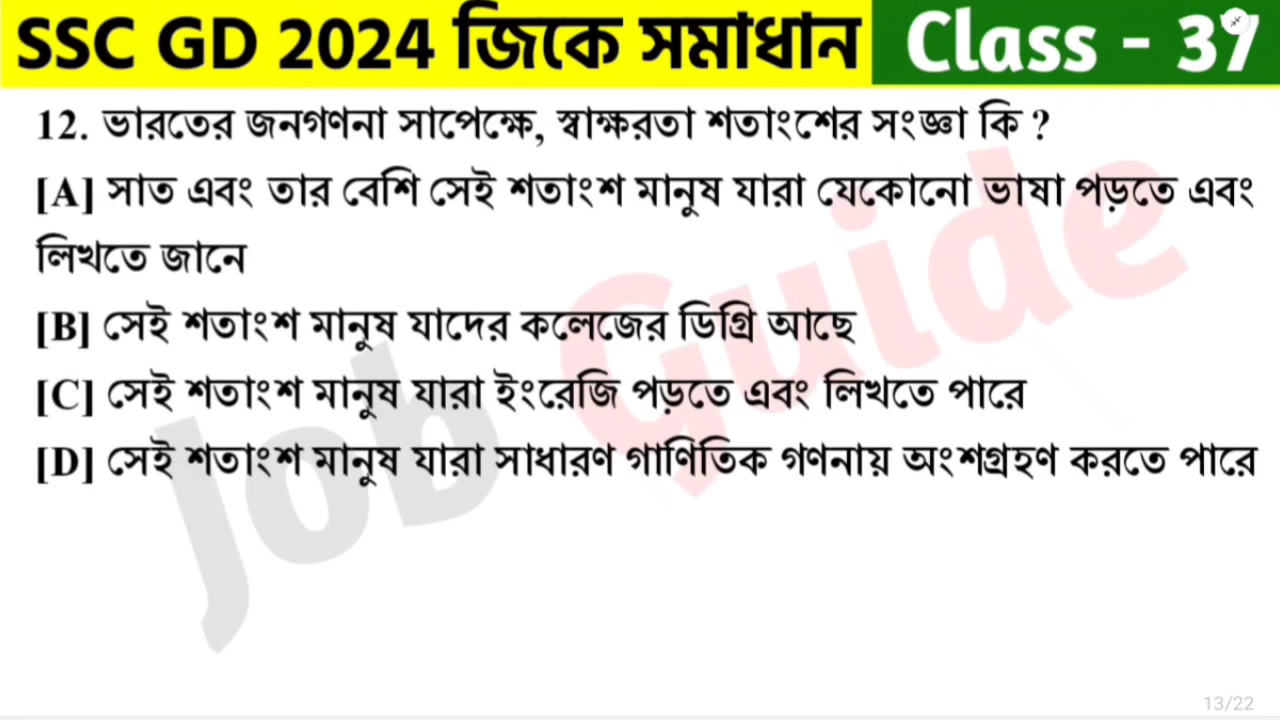 SSC GD 2024 জিকে সমাধান Class - 37
12. ভারতের জনগণনা সাপেক্ষে, স্বাক্ষরতা শতাংশের সংজ্ঞা কি ?
[A] সাত এবং তার বেশি সেই শতাংশ মানুষ যারা যেকোনো ভাষা পড়তে এবং
লিখতে জানে
[B] সেই শতাংশ মানুষ যাদের কলেজের ডিগ্রি আছে
[C] সেই শতাংশ মানুষ যারা ইংরেজি পড়তে এবং লিখতে পারে
[D] সেই শতাংশ মানুষ যারা সাধারণ গাণিতিক গণনায় অংশগ্রহণ করতে পারে
Job Guide
13/22